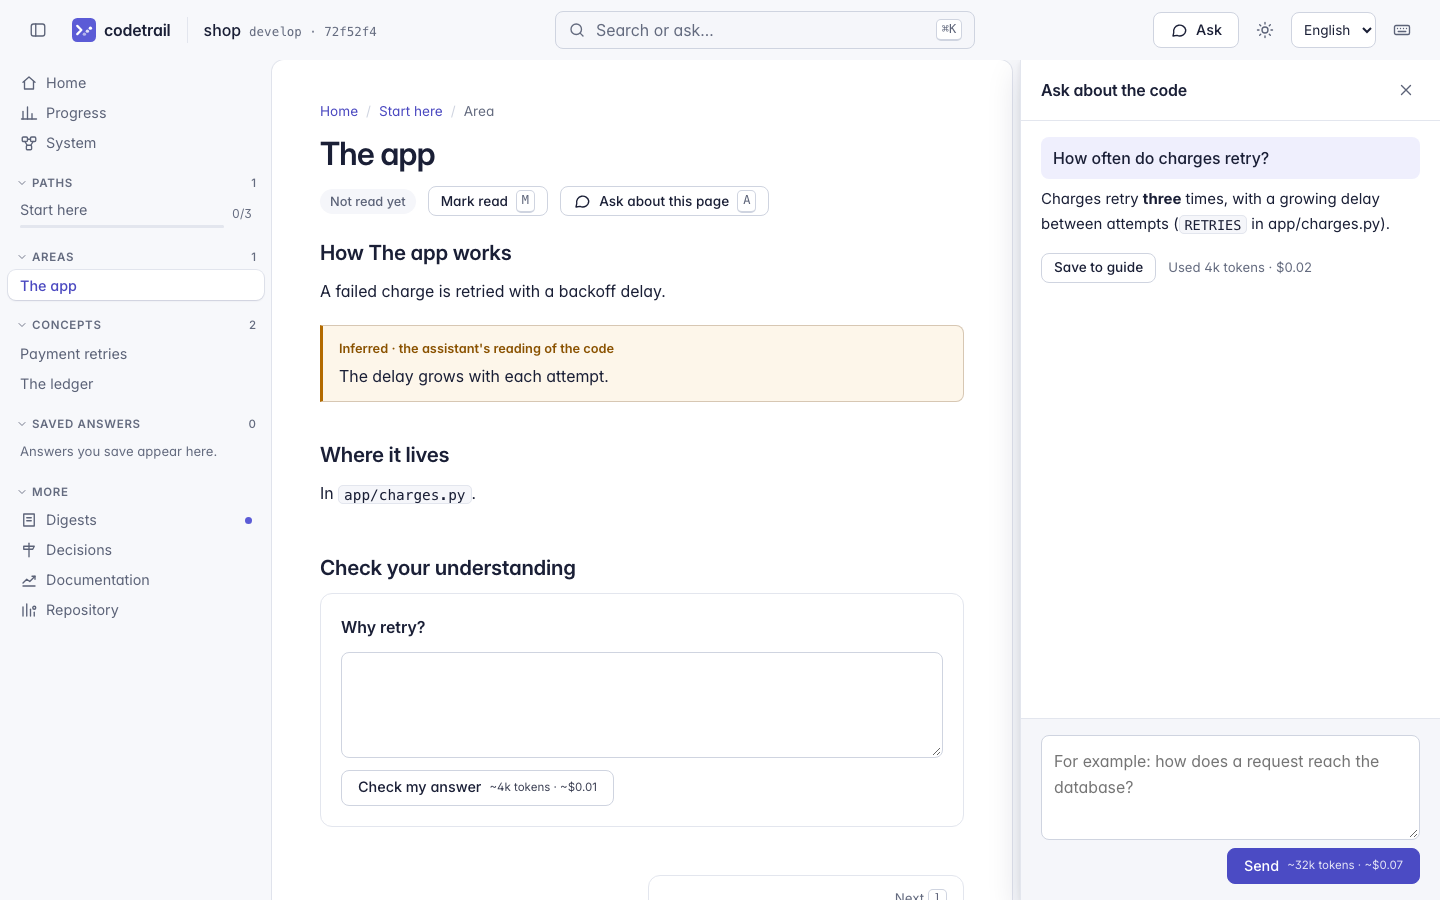 codetrail
shop develop · 72f52f4
Search or ask… ⌘K
Ask
English
Home
Progress
System
PATHS 1
Start here 0/3
AREAS 1
The app
CONCEPTS 2
Payment retries
The ledger
SAVED ANSWERS 0
Answers you save appear here.
MORE
Digests
Decisions
Documentation
Repository
Home / Start here / Area
The app
Not read yet
Mark read M
Ask about this page A
How The app works
A failed charge is retried with a backoff delay.
Inferred · the assistant's reading of the code
The delay grows with each attempt.
Where it lives
In app/charges.py.
Check your understanding
Why retry?
Check my answer ~4k tokens · ~$0.01
Next ]
Ask about the code
How often do charges retry?
Charges retry three times, with a growing delay
between attempts (RETRIES in app/charges.py).
Save to guide Used 4k tokens · $0.02
For example: how does a request reach the
database?
Send ~32k tokens · ~$0.07